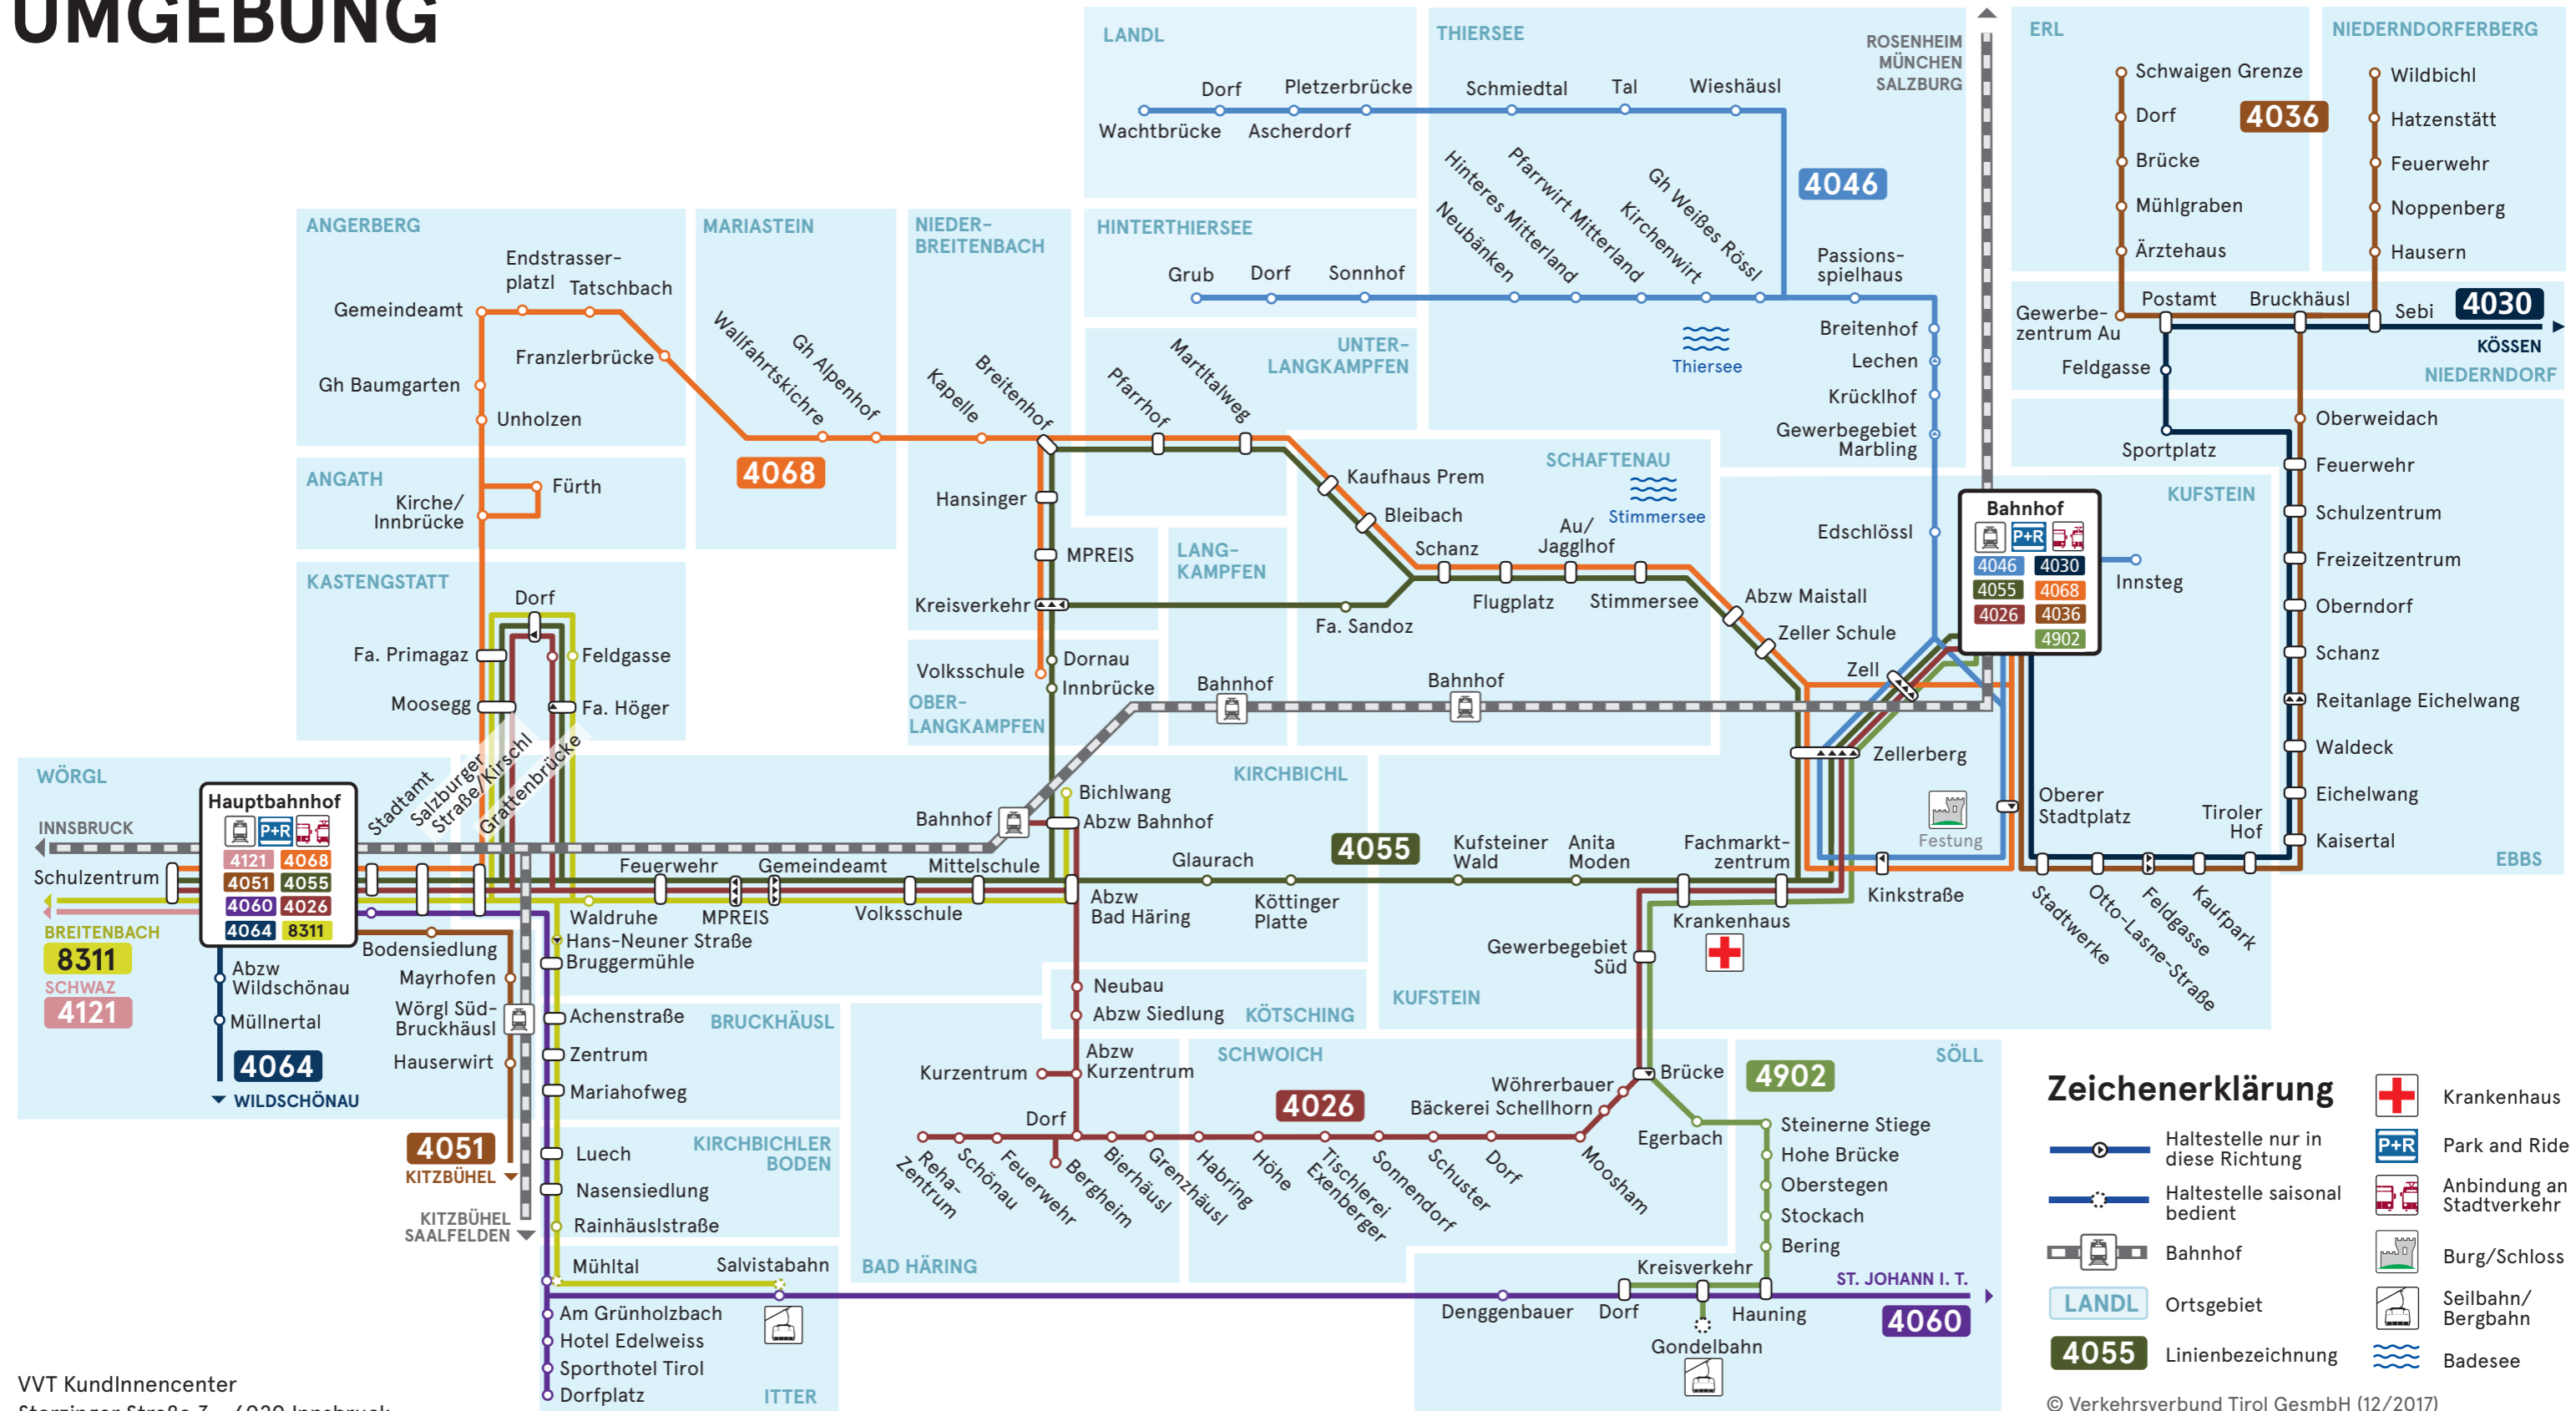 UMGEBUNG
LANDL
Wachtbrücke
Dorf
Ascherdorf
Pletzerbrücke
THIERSEE
Schmiedtal
Tal
Wieshäusl
4046
Neubänken
Hinteres Mitterland
Pfarrwirt Mitterland
Kirchenwirt
Gh Weißes Rössl
Passions-
spielhaus
Breitenhof
Lechen
Krücklhof
Gewerbegebiet
Marbling
Thiersee
ROSENHEIM
MÜNCHEN
SALZBURG
ERL
Schwaigen Grenze
Dorf
Brücke
Mühlgraben
Ärztehaus
4036
NIEDERNDORFERBERG
Wildbichl
Hatzenstätt
Feuerwehr
Noppenberg
Hausern
Gewerbe-
zentrum Au
Postamt
Bruckhäusl
Sebi
4030
KÖSSEN
Feldgasse
NIEDERNDORF
Sportplatz
Oberweidach
Feuerwehr
Schulzentrum
Freizeitzentrum
Oberndorf
Schanz
Reitanlage Eichelwang
Waldeck
Eichelwang
Kaisertal
EBBS
ANGERBERG
Endstrasser-
platzl
Tatschbach
Gemeindeamt
Franzlerbrücke
Gh Baumgarten
Unholzen
ANGATH
Kirche/
Innbrücke
Fürth
MARIASTEIN
Wallfahrtskichre
Gh Alpenhof
4068
NIEDER-
BREITENBACH
Kapelle
Breitenhof
Hansinger
MPREIS
Kreisverkehr
HINTERTHIERSEE
Grub
Dorf
Sonnhof
UNTER-
LANGKAMPFEN
Pfarrhof
Martltalweg
Kaufhaus Prem
Bleibach
LANG-
KAMPFEN
SCHAFTENAU
Stimmersee
Schanz
Flugplatz
Au/
Jagglhof
Stimmersee
Fa. Sandoz
Bahnhof
Bahnhof
OBER-
LANGKAMPFEN
Volksschule
Dornau
Innbrücke
KASTENGSTATT
Dorf
Fa. Primagaz
Feldgasse
Moosegg
Fa. Höger
KUFSTEIN
Edschlössl
Abzw Maistall
Zeller Schule
Zell
Zellerberg
Bahnhof
P+R
4046
4030
4055
4068
4026
4036
4902
Innsteg
Festung
Oberer
Stadtplatz
Kinkstraße
Tiroler
Hof
Stadtwerke
Otto-Lasne-Straße
Feldgasse
Kaufpark
WÖRGL
INNSBRUCK
Schulzentrum
BREITENBACH
8311
SCHWAZ
4121
Hauptbahnhof
P+R
4121
4068
4051
4055
4060
4026
4064
8311
Stadtamt
Salzburger
Straße/Kirschl
Grattenbrücke
Abzw
Wildschönau
Müllnertal
4064
WILDSCHÖNAU
Bodensiedlung
Mayrhofen
Wörgl Süd-
Bruckhäusl
Hauserwirt
4051
KITZBÜHEL
KITZBÜHEL
SAALFELDEN
KIRCHBICHL
Bahnhof
Bichlwang
Abzw Bahnhof
Feuerwehr
MPREIS
Gemeindeamt
Volksschule
Mittelschule
Abzw
Bad Häring
Glaurach
Köttinger
Platte
4055
Waldruhe
Hans-Neuner Straße
Bruggermühle
KUFSTEIN
Kufsteiner
Wald
Anita
Moden
Fachmarkt-
zentrum
Krankenhaus
Gewerbegebiet
Süd
BRUCKHÄUSL
Achenstraße
Zentrum
Mariahofweg
KIRCHBICHLER
BODEN
Luech
Nasensiedlung
Rainhäuslstraße
Mühltal
Salvistabahn
Am Grünholzbach
Hotel Edelweiss
Sporthotel Tirol
Dorfplatz
ITTER
KÖTSCHING
Neubau
Abzw Siedlung
BAD HÄRING
Kurzentrum
Abzw
Kurzentrum
Dorf
Reha-
Zentrum
Schönau
Feuerwehr
Bergheim
Bierhäusl
Grenzhäusl
SCHWOICH
4026
Habring
Höhe
Tischlerei
Exenberger
Sonnendorf
Schuster
Dorf
Moosham
Bäckerei Schellhorn
Wöhrerbauer
Brücke
Egerbach
SÖLL
4902
Steinerne Stiege
Hohe Brücke
Oberstegen
Stockach
Bering
Kreisverkehr
Denggenbauer
Dorf
Hauning
Gondelbahn
ST. JOHANN I. T.
4060
Zeichenerklärung
Haltestelle nur in
diese Richtung
Haltestelle saisonal
bedient
Bahnhof
LANDL
Ortsgebiet
4055
Linienbezeichnung
Krankenhaus
P+R
Park and Ride
Anbindung an
Stadtverkehr
Burg/Schloss
Seilbahn/
Bergbahn
Badesee
© Verkehrsverbund Tirol GesmbH (12/2017)
VVT KundInnencenter